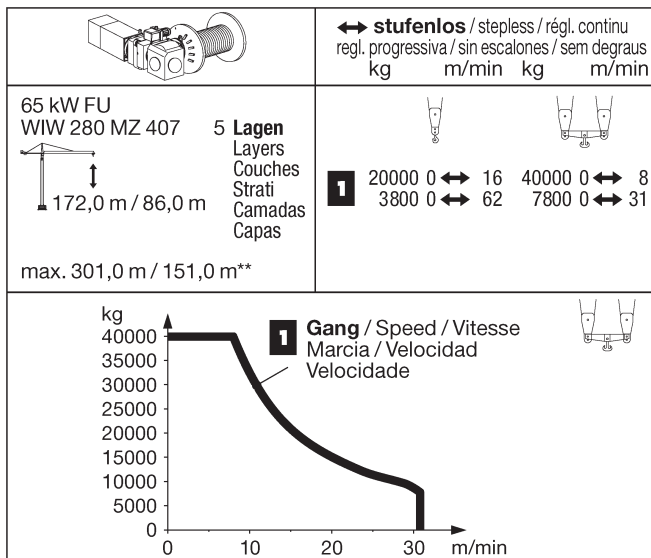 ↔ stufenlos / stepless / régl. continu
regl. progressiva / sin escalones / sem degraus
kg m/min kg m/min
65 kW FU
WIW 280 MZ 407
172,0 m / 86,0 m
max. 301,0 m / 151,0 m**
5 Lagen
Layers
Couches
Strati
Camadas
Capas
1
20000 0 ↔ 16 40000 0 ↔ 8
3800 0 ↔ 62 7800 0 ↔ 31
kg
40000
35000
30000
25000
20000
15000
10000
5000
0
1 Gang / Speed / Vitesse
Marcia / Velocidad
Velocidade
0 10 20 30 m/min